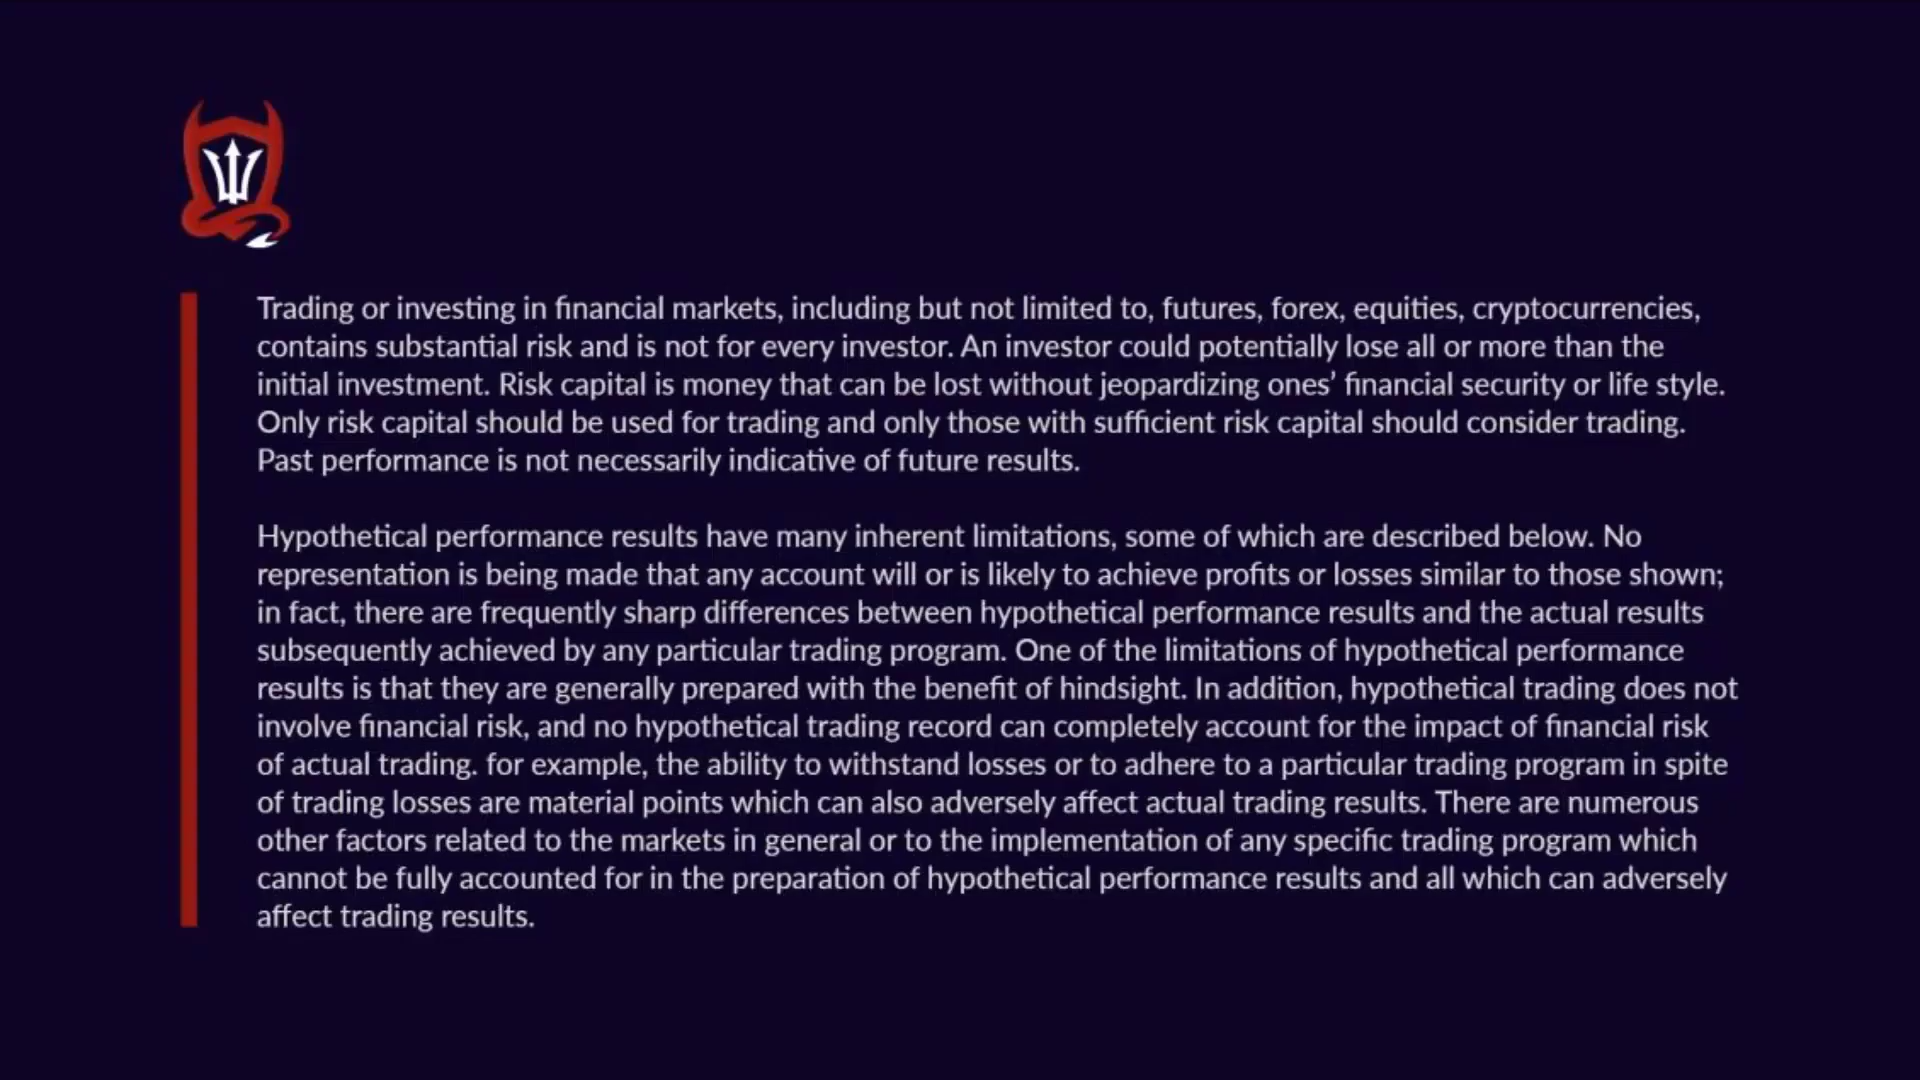 Trading or investing in financial markets, including but not limited to, futures, forex, equities, cryptocurrencies,
contains substantial risk and is not for every investor. An investor could potentially lose all or more than the
initial investment. Risk capital is money that can be lost without jeopardizing ones’ financial security or life style.
Only risk capital should be used for trading and only those with sufficient risk capital should consider trading.
Past performance is not necessarily indicative of future results.
Hypothetical performance results have many inherent limitations, some of which are described below. No
representation is being made that any account will or is likely to achieve profits or losses similar to those shown;
in fact, there are frequently sharp differences between hypothetical performance results and the actual results
subsequently achieved by any particular trading program. One of the limitations of hypothetical performance
results is that they are generally prepared with the benefit of hindsight. In addition, hypothetical trading does not
involve financial risk, and no hypothetical trading record can completely account for the impact of financial risk
of actual trading. for example, the ability to withstand losses or to adhere to a particular trading program in spite
of trading losses are material points which can also adversely affect actual trading results. There are numerous
other factors related to the markets in general or to the implementation of any specific trading program which
cannot be fully accounted for in the preparation of hypothetical performance results and all which can adversely
affect trading results.